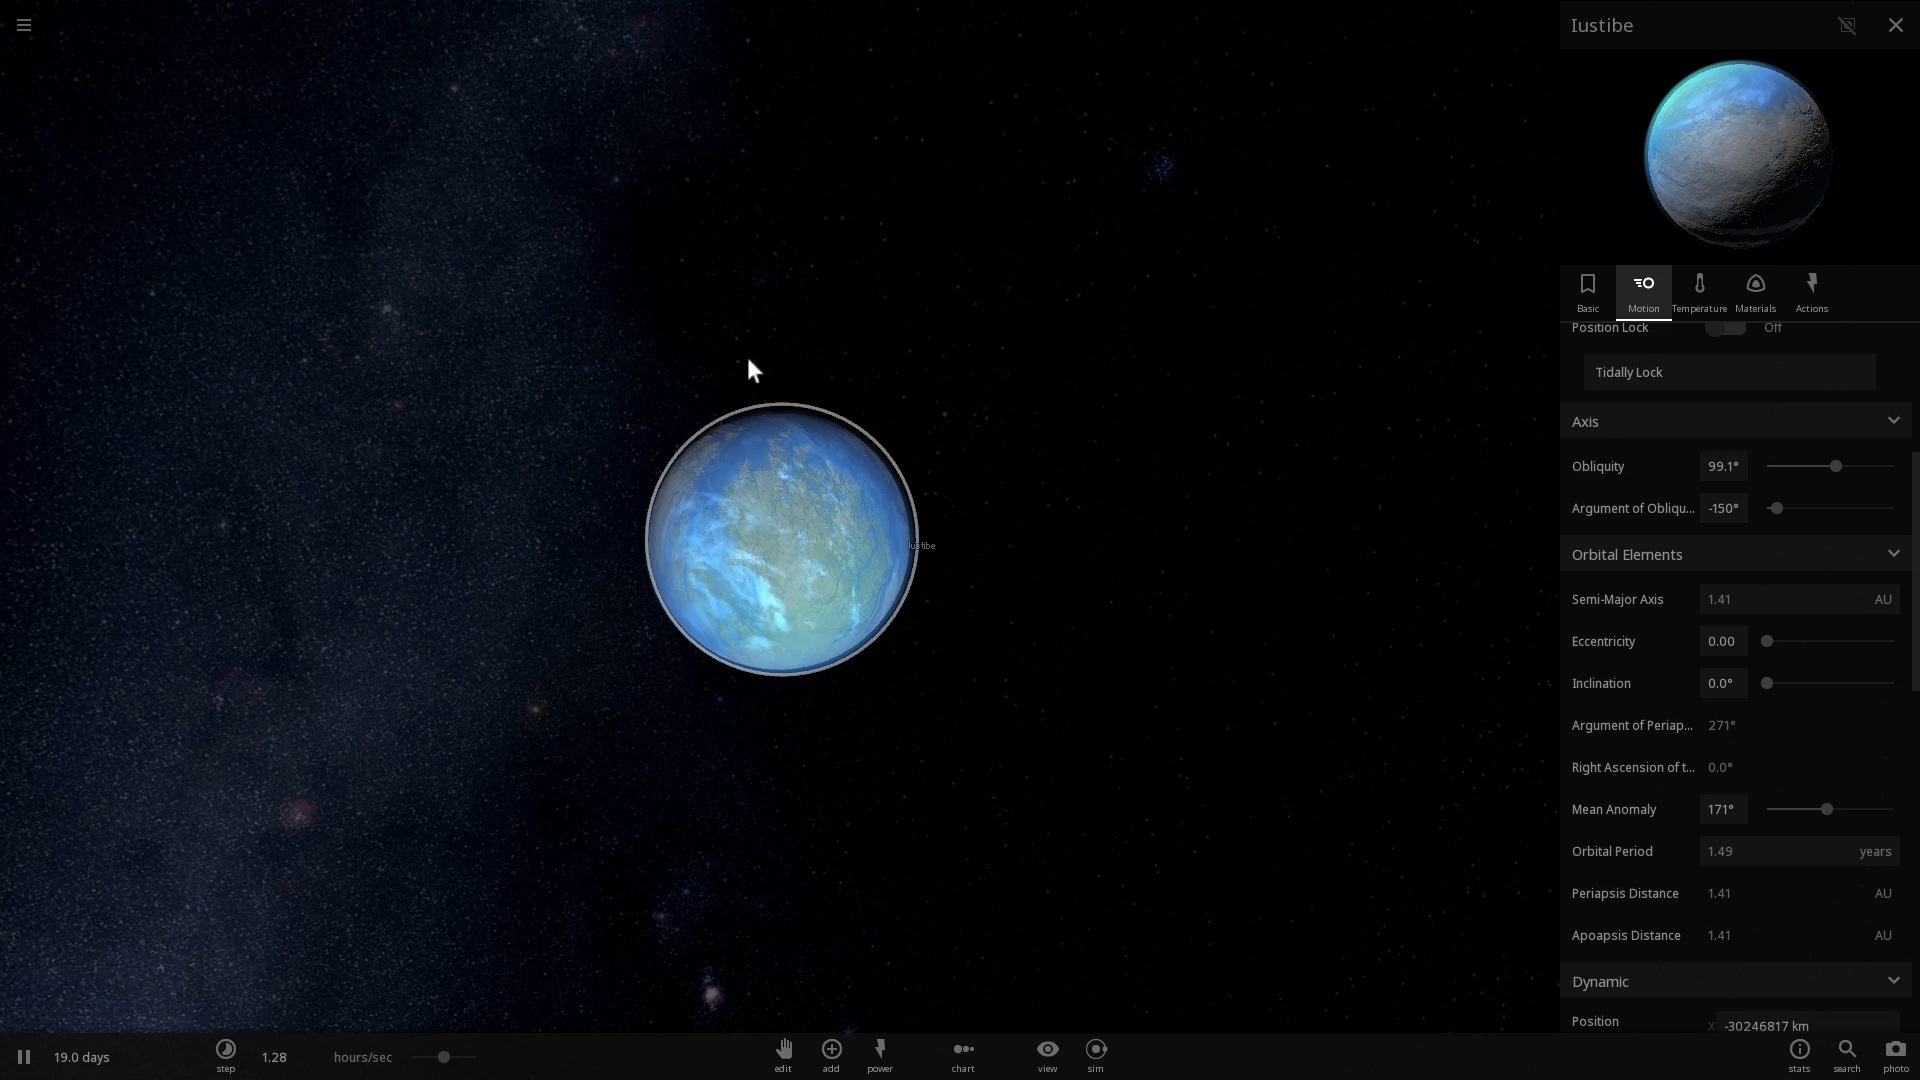 Iustibe
Basic
Motion
Temperature
Materials
Actions
Position Lock Off
Tidally Lock
Axis
Obliquity 99.1°
Argument of Obliqu... -150°
Orbital Elements
Semi-Major Axis 1.41 AU
Eccentricity 0.00
Inclination 0.0°
Argument of Periap... 271°
Right Ascension of t... 0.0°
Mean Anomaly 171°
Orbital Period 1.49 years
Periapsis Distance 1.41 AU
Apoapsis Distance 1.41 AU
Dynamic
Position X -30246817 km
Iustibe
19.0 days
step
1.28 hours/sec
edit
add
power
chart
view
sim
stats
search
photo